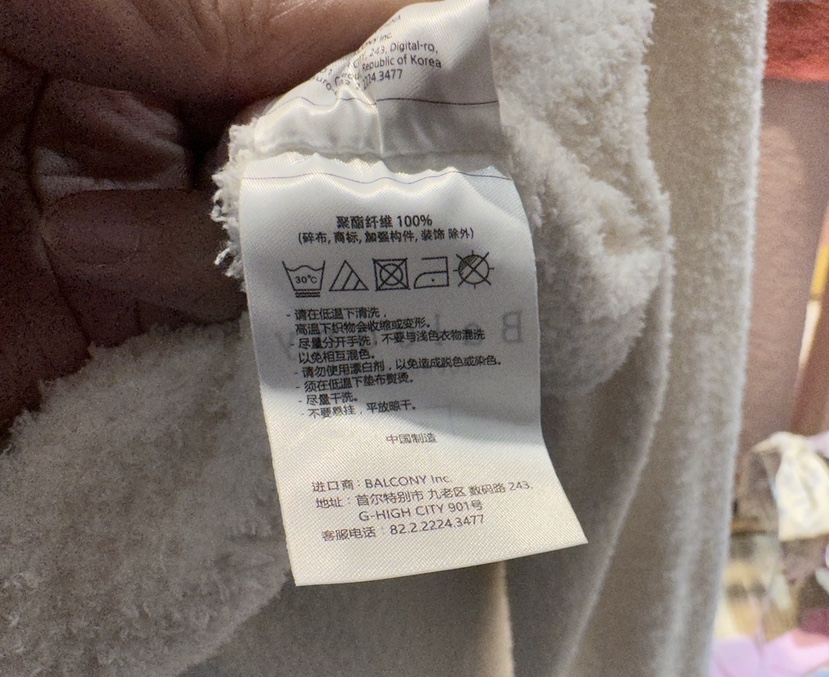 Inc.
243, Digital-ro,
Republic of Korea
2224 3477
聚酯纤维 100%
(碎布, 商标, 加强构件, 装饰 除外)
30℃
- 请在低温下清洗，
高温下织物会收缩或变形。
- 尽量分开手洗，不要与浅色衣物混洗
以免相互混色。
- 请勿使用漂白剂，以免造成脱色或染色。
- 须在低温下垫布熨烫。
- 尽量干洗。
- 不要悬挂，平放晾干。
中国制造
进口商：BALCONY Inc.
地址：首尔特别市 九老区 数码路 243,
G-HIGH CITY 901号
客服电话：82.2.2224.3477